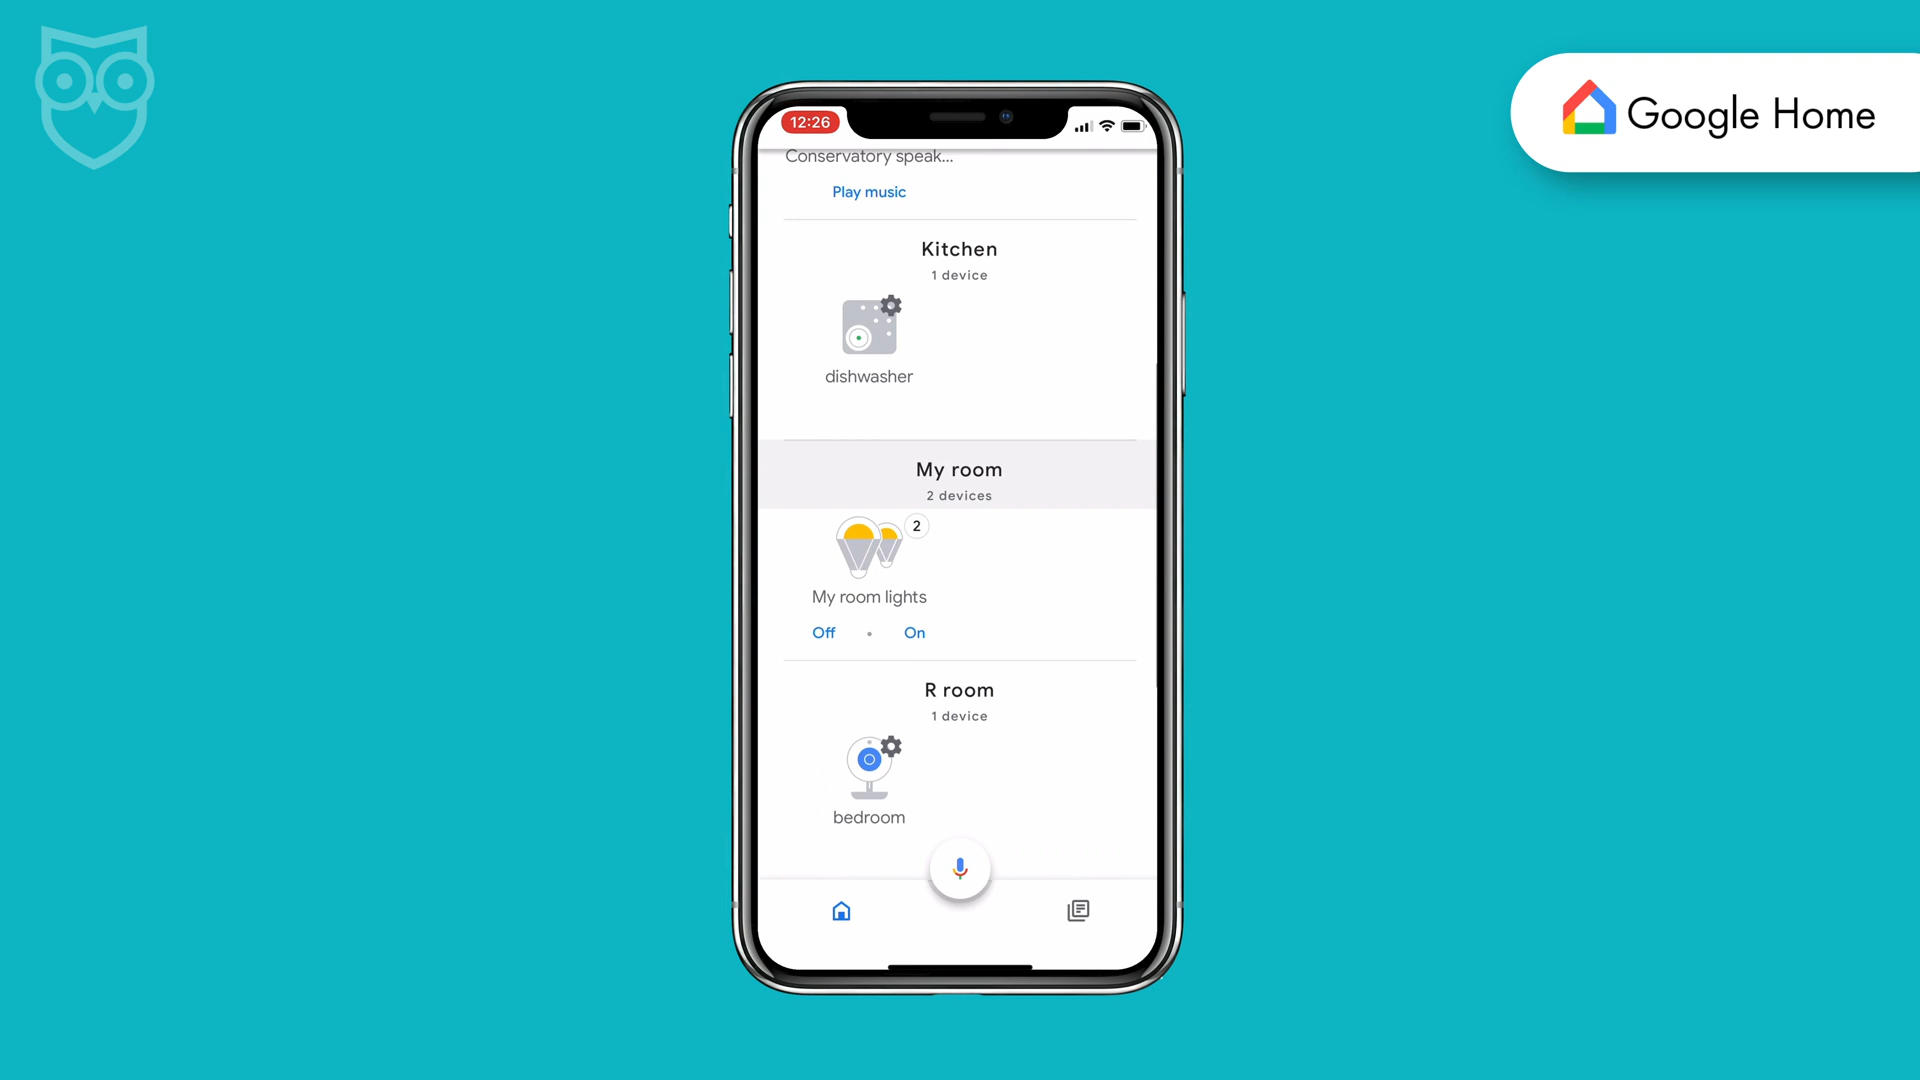 Google Home
12:26
Conservatory speak...
Play music
Kitchen
1 device
dishwasher
My room
2 devices
2
My room lights
Off • On
R room
1 device
bedroom